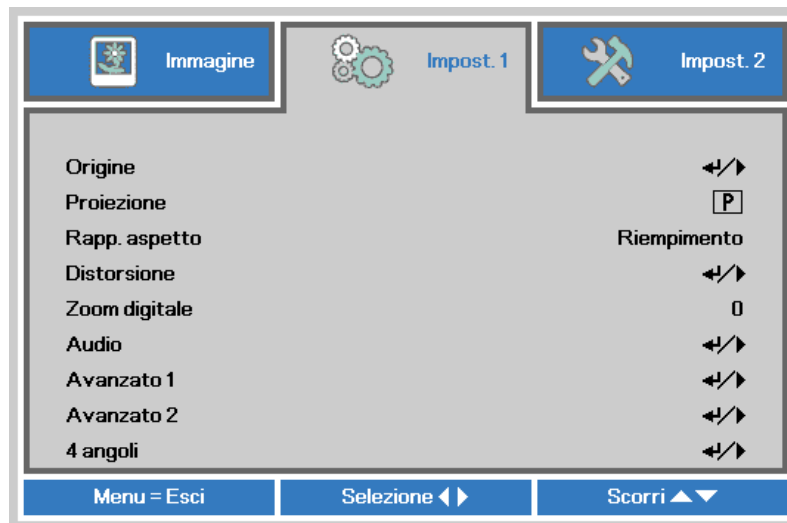 Immagine Impost. 1 Impost. 2
Origine
Proiezione P
Rapp. aspetto Riempimento
Distorsione
Zoom digitale 0
Audio
Avanzato 1
Avanzato 2
4 angoli
Menu = Esci Selezione Scorri